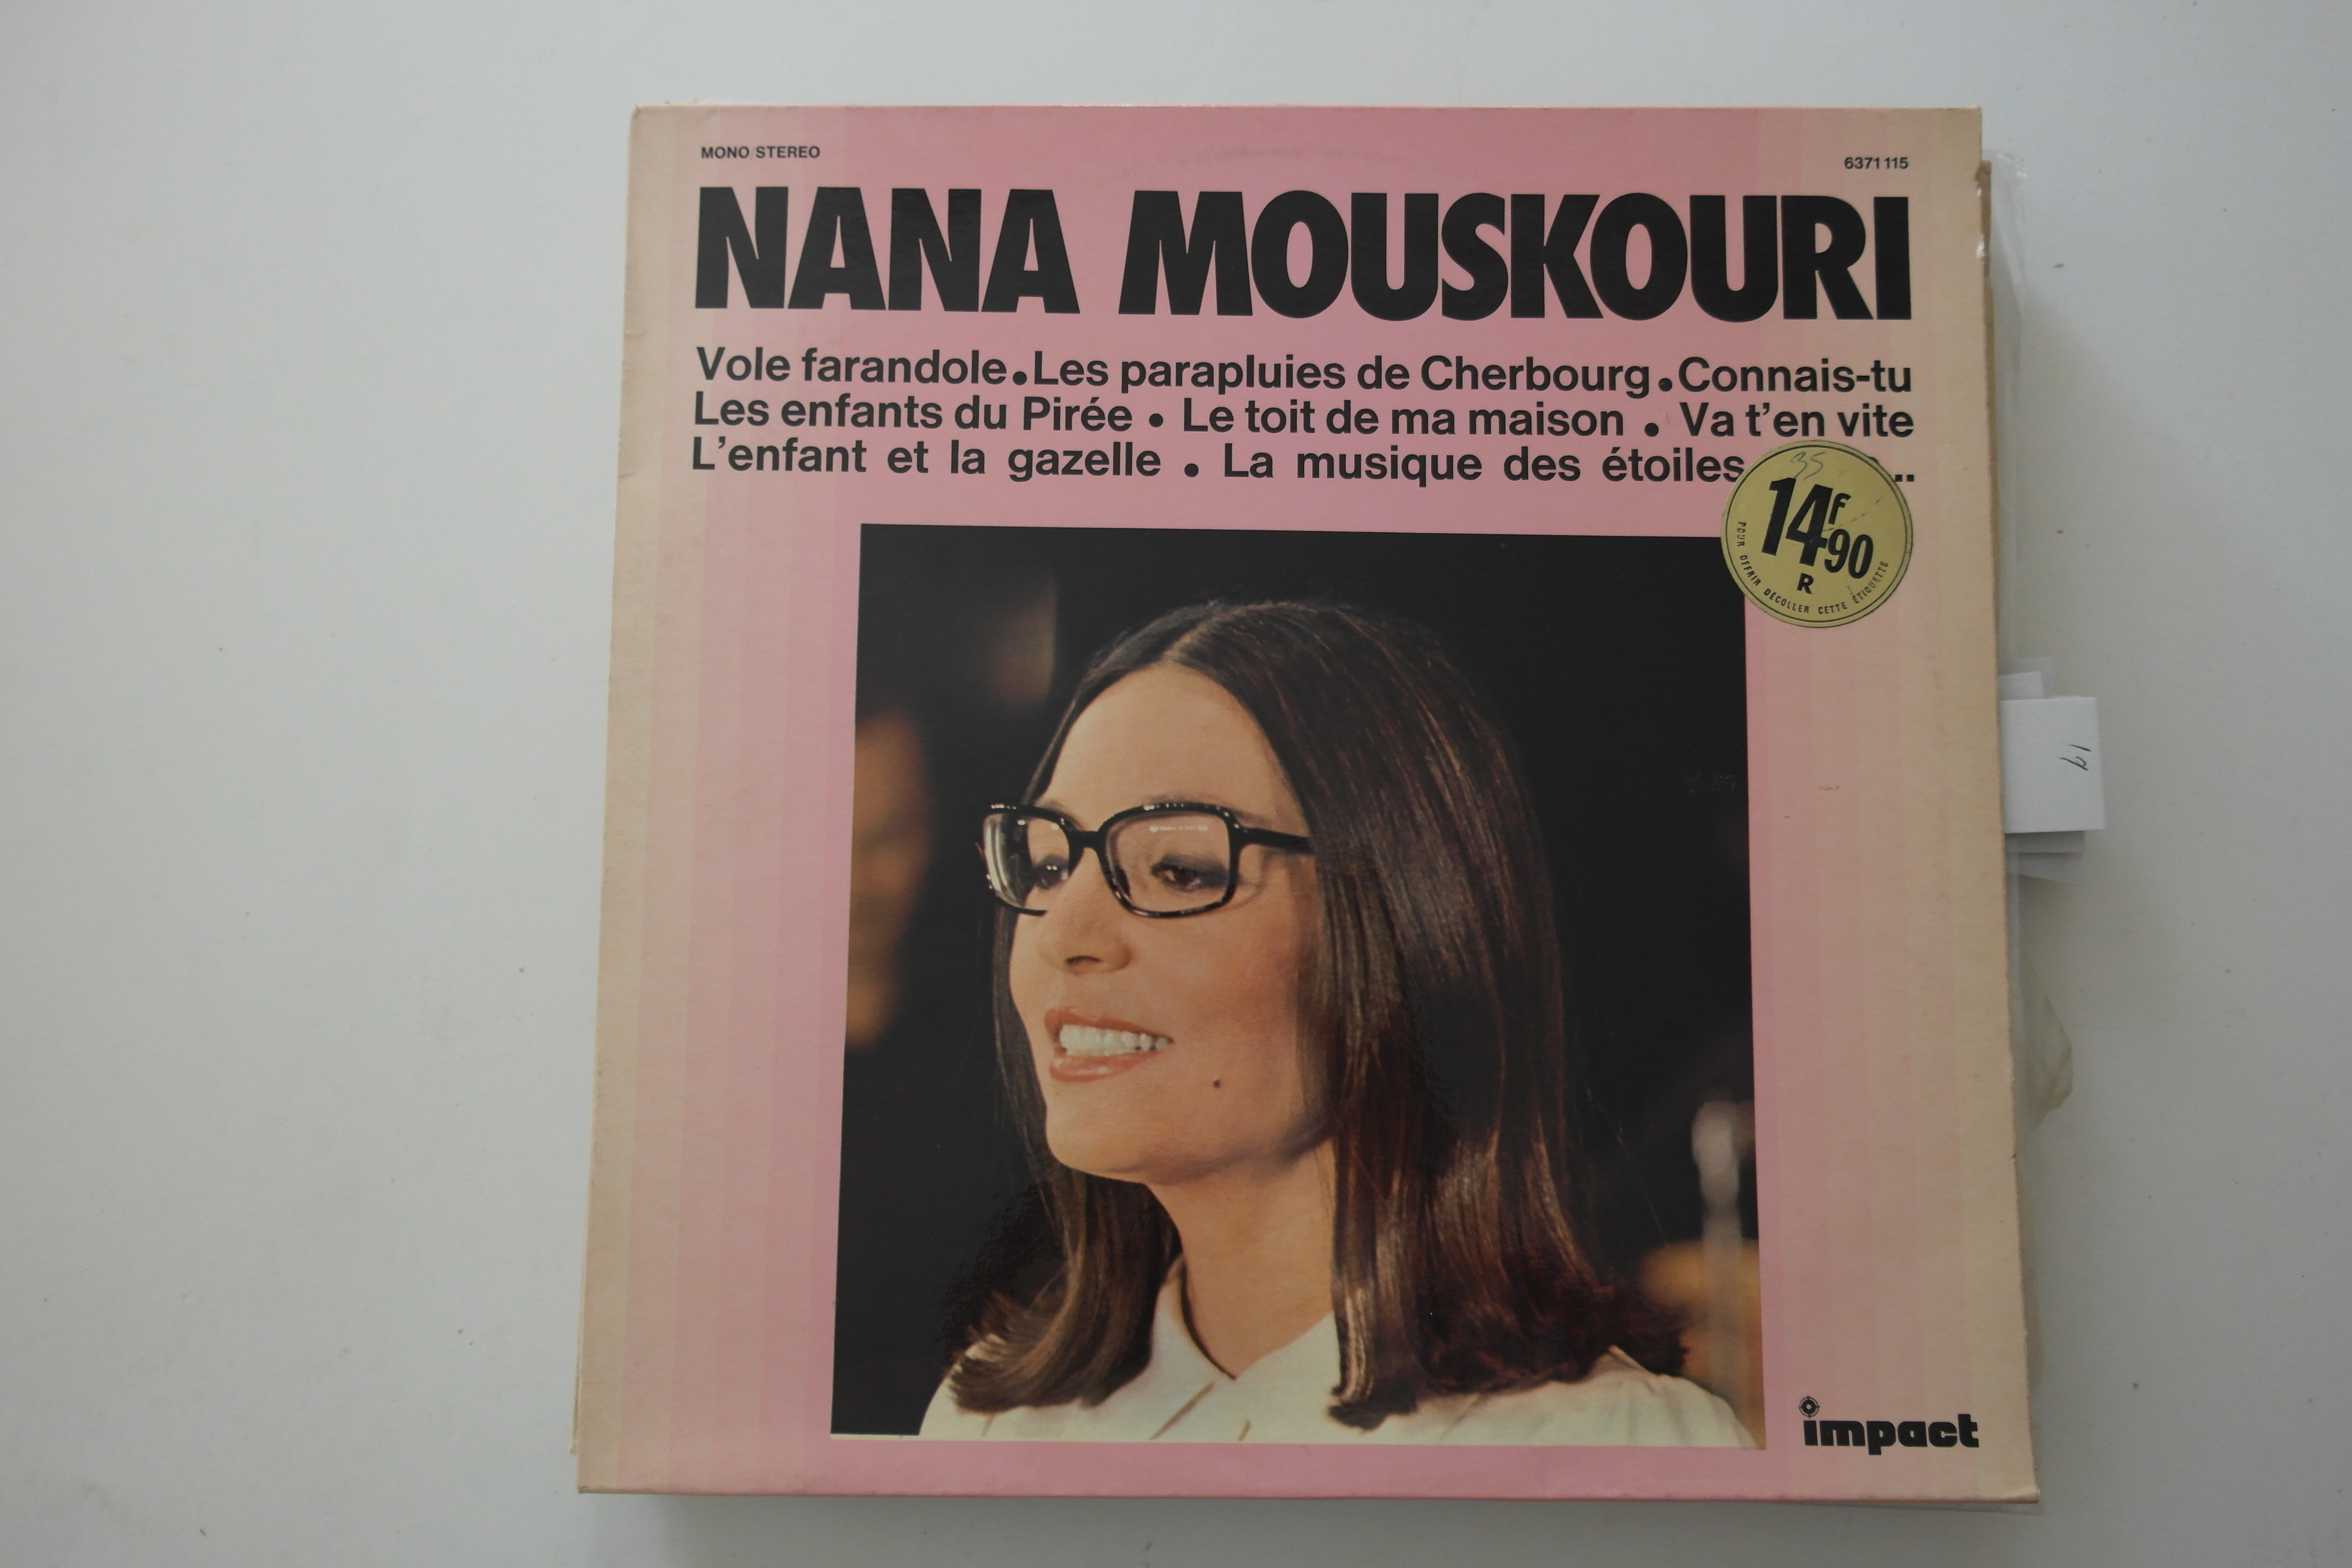 MONO/STEREO
6371 115
NANA MOUSKOURI
Vole farandole • Les parapluies de Cherbourg • Connais-tu
Les enfants du Pirée • Le toit de ma maison • Va t'en vite
L'enfant et la gazelle • La musique des étoiles ..
35
14F90
R
POUR OFFRIR DÉCOLLER CETTE ÉTIQUETTE
impact